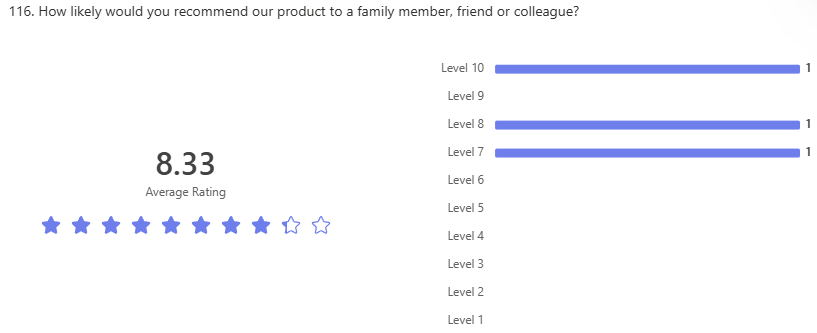 116. How likely would you recommend our product to a family member, friend or colleague?
8.33
Average Rating
Level 10 1
Level 9
Level 8 1
Level 7 1
Level 6
Level 5
Level 4
Level 3
Level 2
Level 1